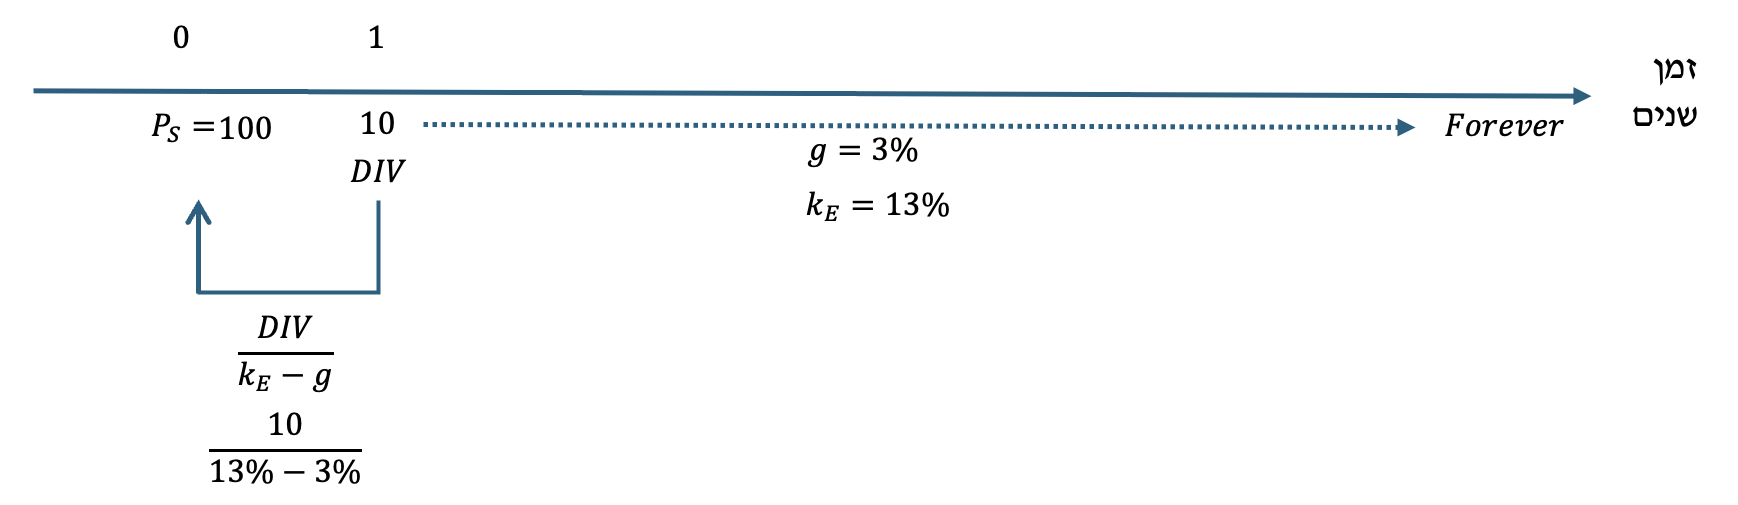 0 1
זמן
שנים
P_S =100 10 Forever
DIV
g = 3%
k_E = 13%
DIV
k_E − g
10
13% − 3%